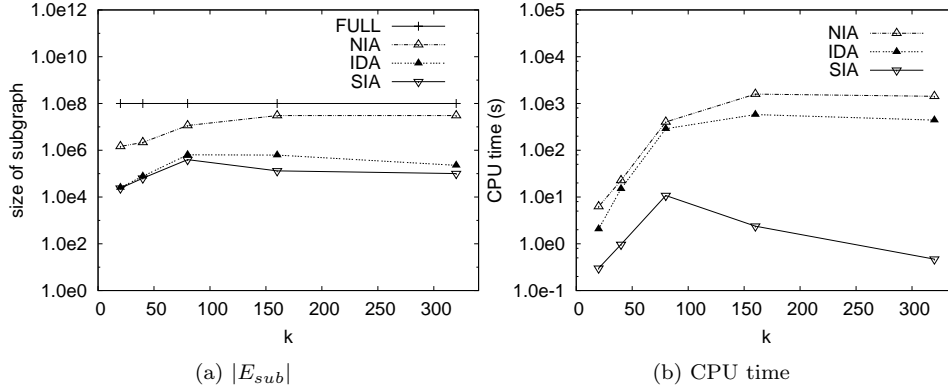 1.0e12
1.0e10
1.0e8
1.0e6
1.0e4
1.0e2
1.0e0
size of subgraph
FULL
NIA
IDA
SIA
0 50 100 150 200 250 300
k
(a) |E_sub|
1.0e5
1.0e4
1.0e3
1.0e2
1.0e1
1.0e0
1.0e-1
CPU time (s)
NIA
IDA
SIA
0 50 100 150 200 250 300
k
(b) CPU time